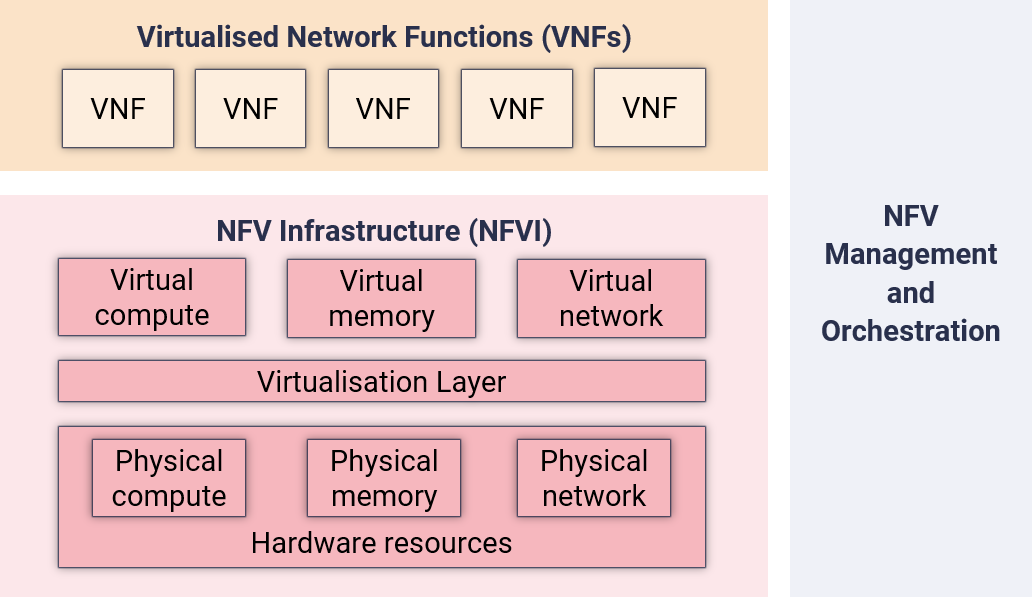 Virtualised Network Functions (VNFs)
VNF
VNF
VNF
VNF
VNF
NFV Infrastructure (NFVI)
Virtual
compute
Virtual
memory
Virtual
network
Virtualisation Layer
Physical
compute
Physical
memory
Physical
network
Hardware resources
NFV
Management
and
Orchestration